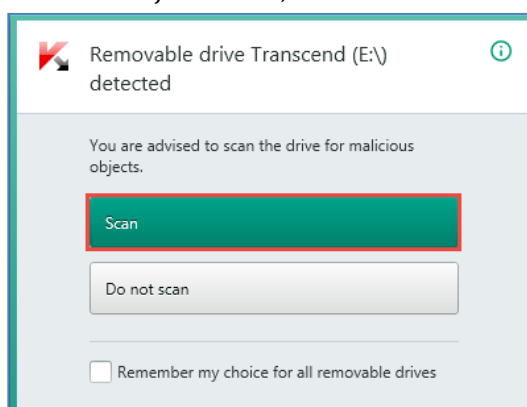 Removable drive Transcend (E:\)
detected
You are advised to scan the drive for malicious
objects.
Scan
Do not scan
Remember my choice for all removable drives